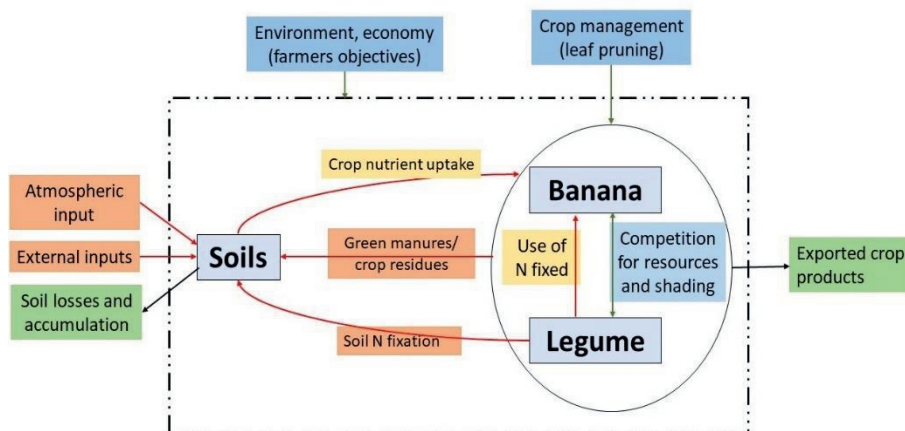 Environment, economy
(farmers objectives)
Crop management
(leaf pruning)
Crop nutrient uptake
Atmospheric
input
External inputs
Soil losses and
accumulation
Soils
Green manures/
crop residues
Soil N fixation
Banana
Use of
N fixed
Competition
for resources
and shading
Legume
Exported crop
products